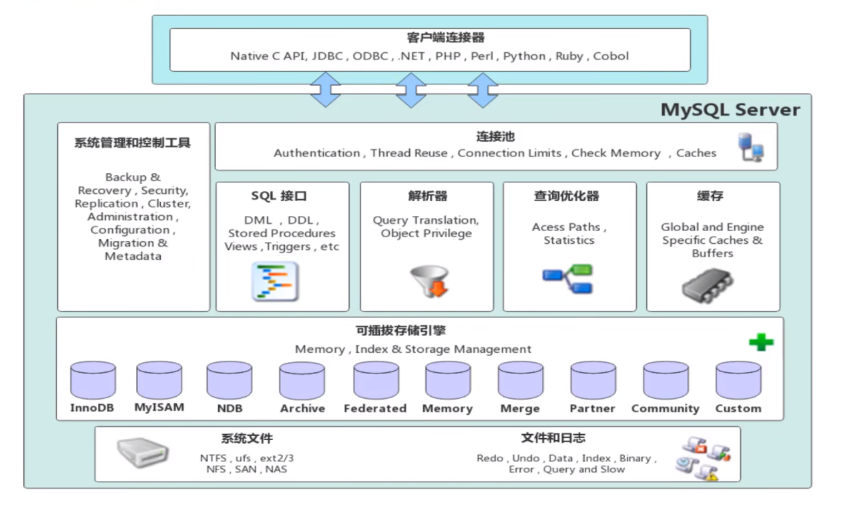 客户端连接器
Native C API, JDBC , ODBC , .NET , PHP , Perl , Python , Ruby , Cobol
MySQL Server
系统管理和控制工具
Backup &
Recovery , Security,
Replication , Cluster,
Administration ,
Configuration ,
Migration &
Metadata
连接池
Authentication , Thread Reuse , Connection Limits , Check Memory , Caches
SQL 接口
DML , DDL ,
Stored Procedures
Views ,Triggers , etc
解析器
Query Translation,
Object Privilege
查询优化器
Acess Paths ,
Statistics
缓存
Global and Engine
Specific Caches &
Buffers
可插拔存储引擎
Memory , Index & Storage Management
InnoDB MyISAM NDB Archive Federated Memory Merge Partner Community Custom
系统文件
NTFS , ufs , ext2/3
NFS , SAN , NAS
文件和日志
Redo , Undo , Data , Index , Binary ,
Error , Query and Slow